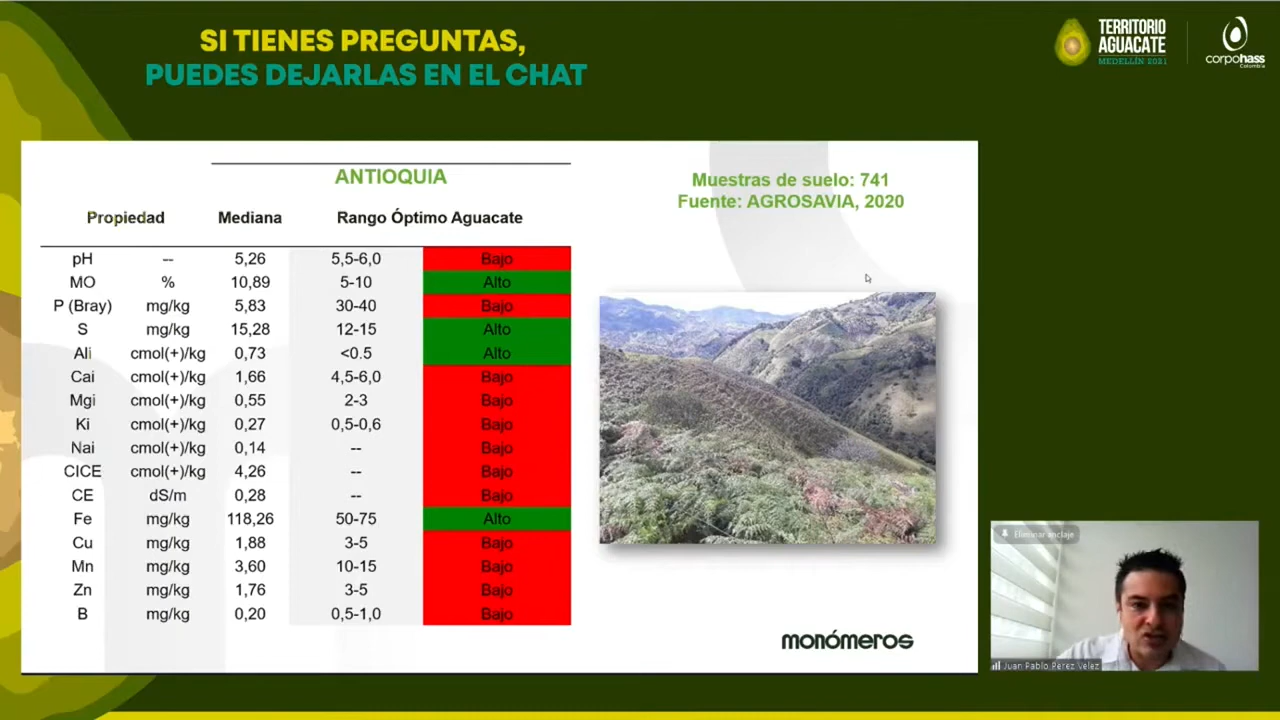 SI TIENES PREGUNTAS,
PUEDES DEJARLAS EN EL CHAT
TERRITORIO
AGUACATE
MEDELLÍN 2021
corpohass
Colombia
ANTIOQUIA
Propiedad Mediana Rango Óptimo Aguacate
pH -- 5,26 5,5-6,0 Bajo
MO % 10,89 5-10 Alto
P (Bray) mg/kg 5,83 30-40 Bajo
S mg/kg 15,28 12-15 Alto
Ali cmol(+)/kg 0,73 <0.5 Alto
Cai cmol(+)/kg 1,66 4,5-6,0 Bajo
Mgi cmol(+)/kg 0,55 2-3 Bajo
Ki cmol(+)/kg 0,27 0,5-0,6 Bajo
Nai cmol(+)/kg 0,14 -- Bajo
CICE cmol(+)/kg 4,26 -- Bajo
CE dS/m 0,28 -- Bajo
Fe mg/kg 118,26 50-75 Alto
Cu mg/kg 1,88 3-5 Bajo
Mn mg/kg 3,60 10-15 Bajo
Zn mg/kg 1,76 3-5 Bajo
B mg/kg 0,20 0,5-1,0 Bajo
Muestras de suelo: 741
Fuente: AGROSAVIA, 2020
monómeros
Eliminar anclaje
Juan Pablo Pérez Velez